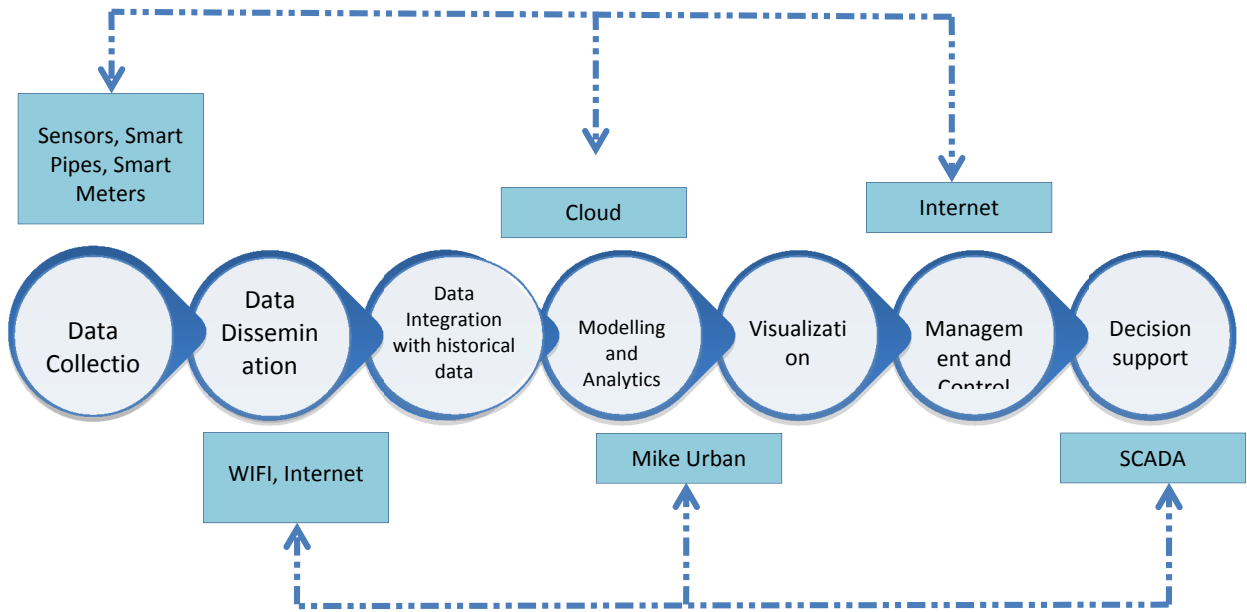 Sensors, Smart
Pipes, Smart
Meters
Cloud
Internet
Data
Collectio
Data
Dissemin
ation
Data
Integration
with historical
data
Modelling
and
Analytics
Visualizati
on
Managem
ent and
Control
Decision
support
WIFI, Internet
Mike Urban
SCADA